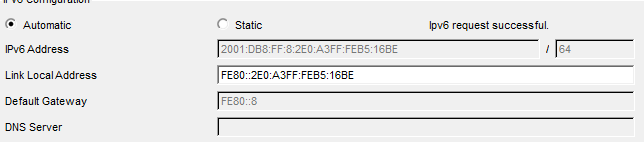 IPv6 Configuration
Automatic Static Ipv6 request successful.
IPv6 Address 2001:DB8:FF:8:2E0:A3FF:FEB5:16BE / 64
Link Local Address FE80::2E0:A3FF:FEB5:16BE
Default Gateway FE80::8
DNS Server